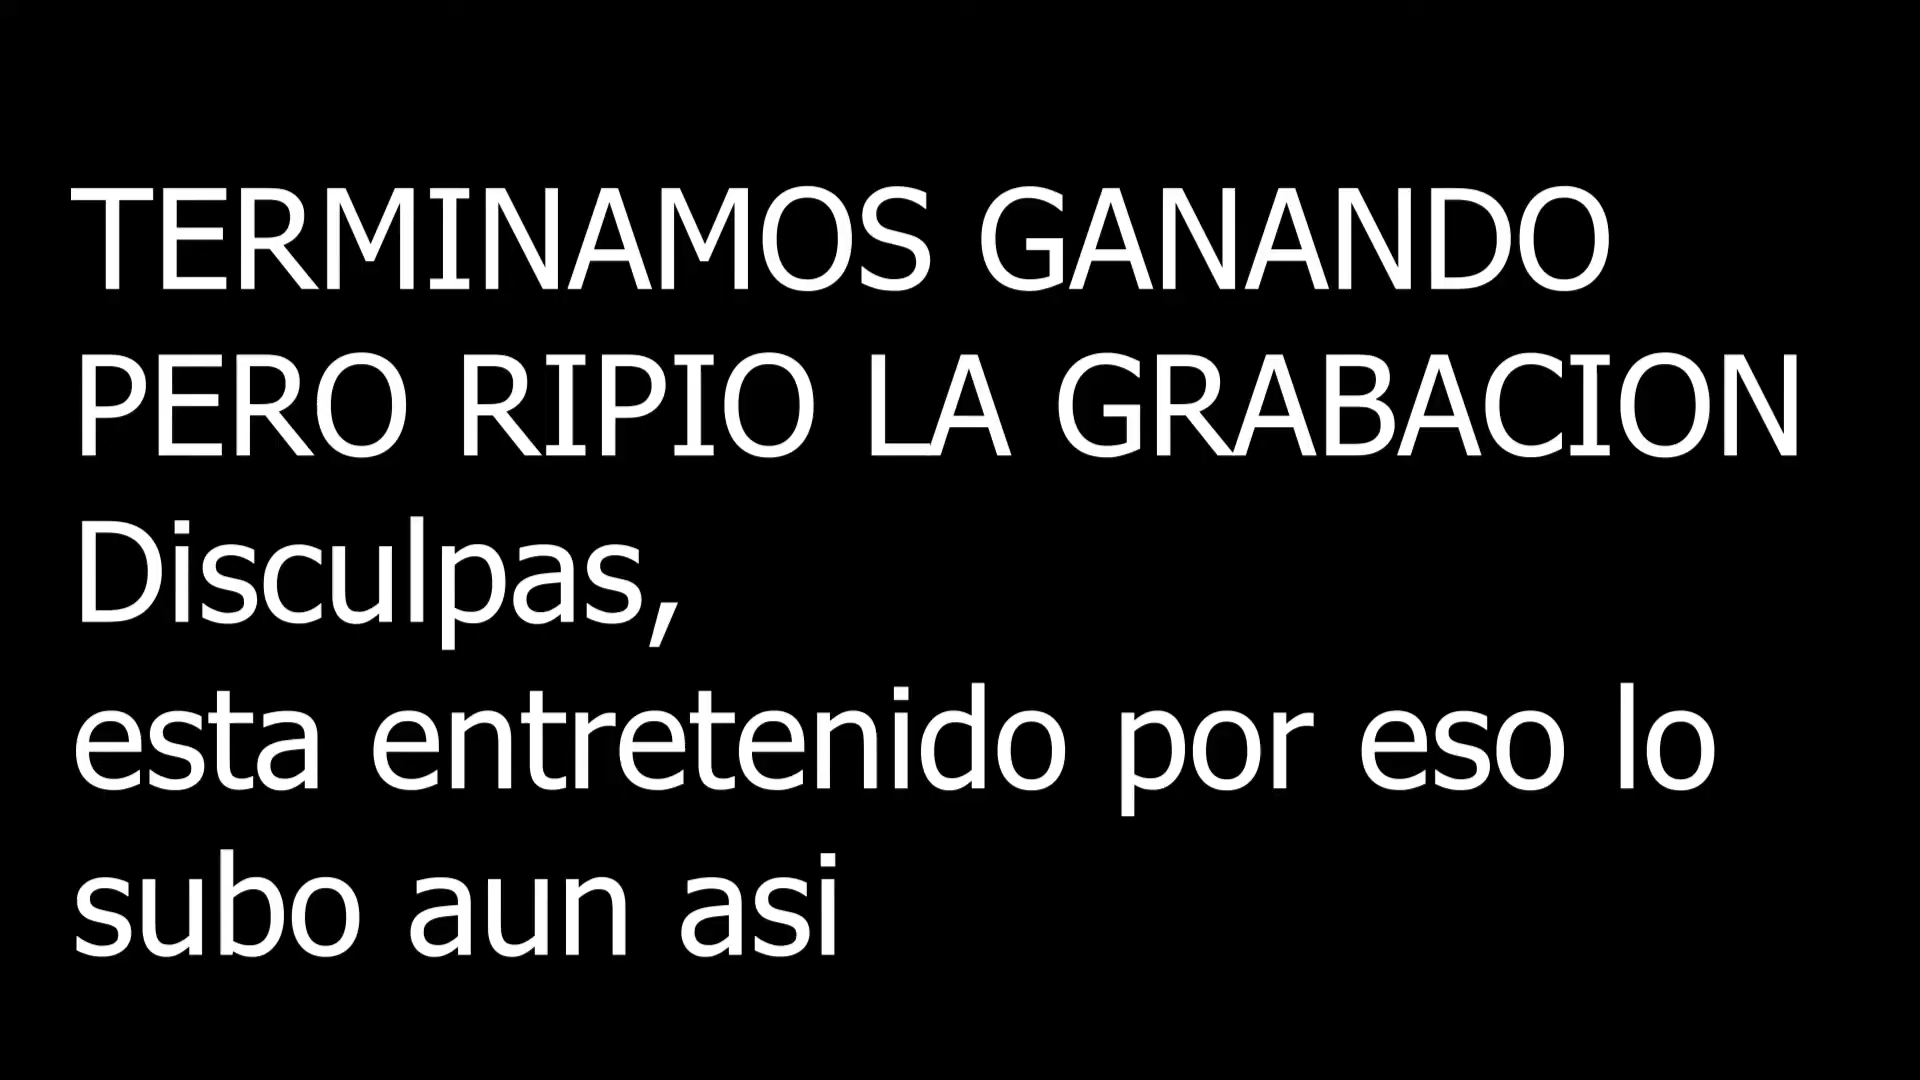 TERMINAMOS GANANDO
PERO RIPIO LA GRABACION
Disculpas,
esta entretenido por eso lo
subo aun asi